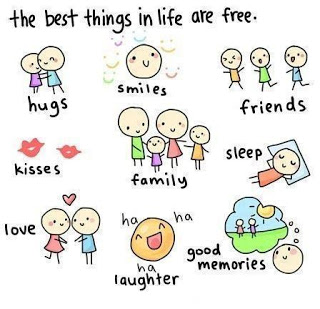 the best things in life are free.
hugs
smiles
friends
kisses
family
sleep
love
ha
ha
ha
laughter
good
memories